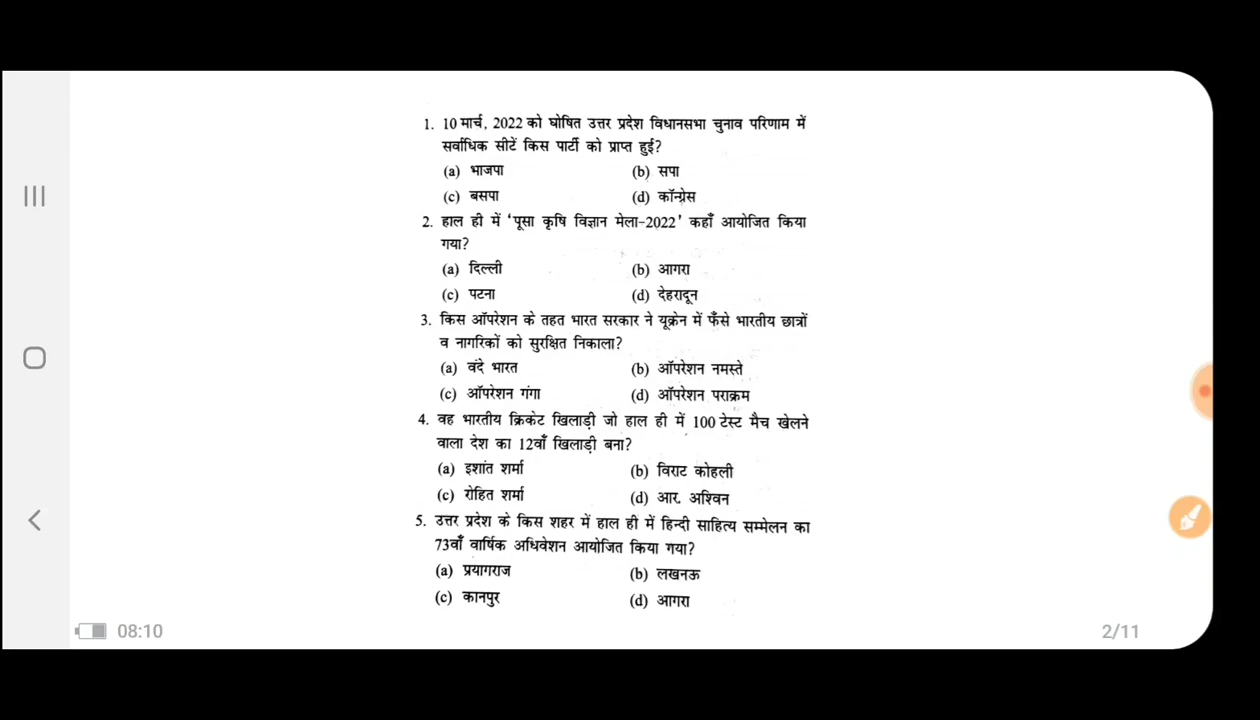 1. 10 मार्च, 2022 को घोषित उत्तर प्रदेश विधानसभा चुनाव परिणाम में
सर्वाधिक सीटें किस पार्टी को प्राप्त हुई?
(a) भाजपा (b) सपा
(c) बसपा (d) कॉन्ग्रेस
2. हाल ही में ‘पूसा कृषि विज्ञान मेला-2022’ कहाँ आयोजित किया
गया?
(a) दिल्ली (b) आगरा
(c) पटना (d) देहरादून
3. किस ऑपरेशन के तहत भारत सरकार ने यूक्रेन में फँसे भारतीय छात्रों
व नागरिकों को सुरक्षित निकाला?
(a) वंदे भारत (b) ऑपरेशन नमस्ते
(c) ऑपरेशन गंगा (d) ऑपरेशन पराक्रम
4. वह भारतीय क्रिकेट खिलाड़ी जो हाल ही में 100 टेस्ट मैच खेलने
वाला देश का 12वाँ खिलाड़ी बना?
(a) इशांत शर्मा (b) विराट कोहली
(c) रोहित शर्मा (d) आर. अश्विन
5. उत्तर प्रदेश के किस शहर में हाल ही में हिन्दी साहित्य सम्मेलन का
73वाँ वार्षिक अधिवेशन आयोजित किया गया?
(a) प्रयागराज (b) लखनऊ
(c) कानपुर (d) आगरा
08:10 2/11